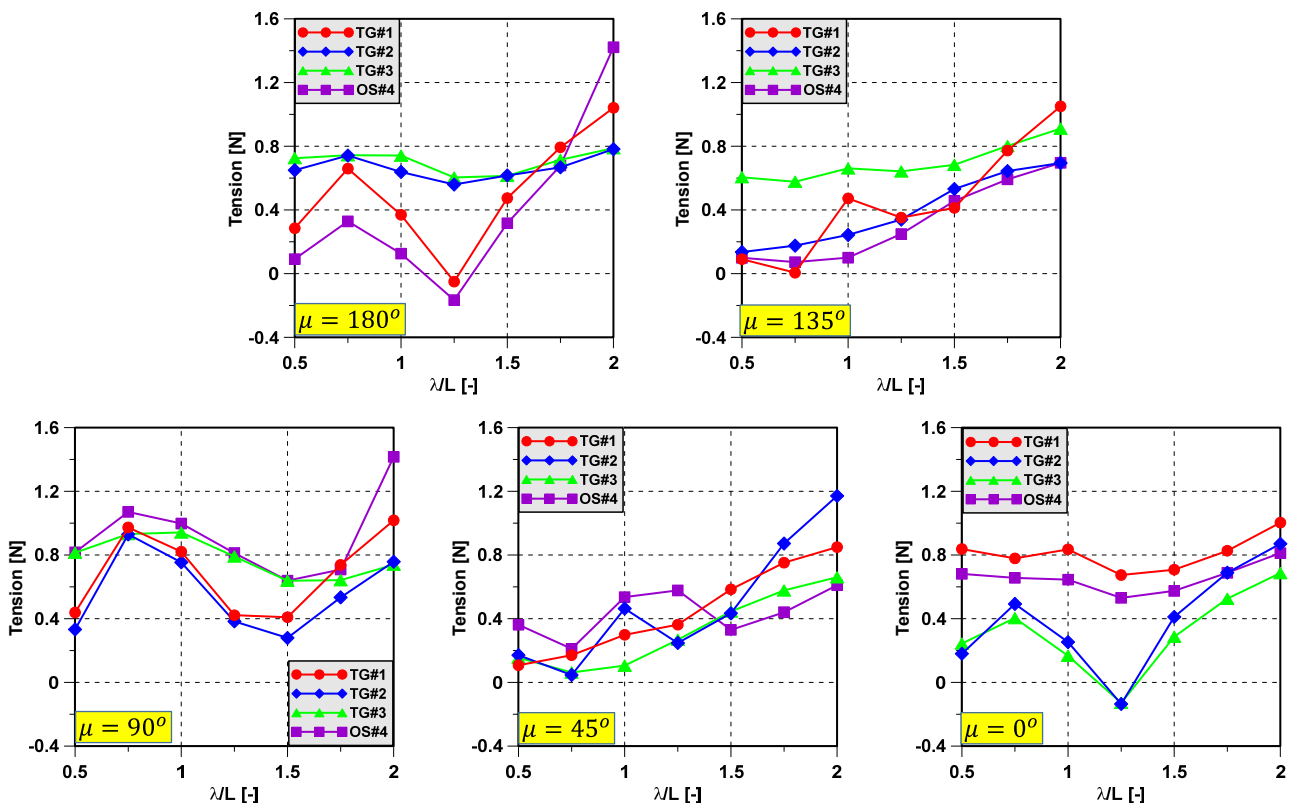 1.6
1.2
0.8
0.4
0
-0.4
Tension [N]
TG#1
TG#2
TG#3
OS#4
μ = 180°
0.5
1
1.5
2
λ/L [-]
1.6
1.2
0.8
0.4
0
-0.4
Tension [N]
TG#1
TG#2
TG#3
OS#4
μ = 135°
0.5
1
1.5
2
λ/L [-]
1.6
1.2
0.8
0.4
0
-0.4
Tension [N]
TG#1
TG#2
TG#3
OS#4
μ = 90°
0.5
1
1.5
2
λ/L [-]
1.6
1.2
0.8
0.4
0
-0.4
Tension [N]
TG#1
TG#2
TG#3
OS#4
μ = 45°
0.5
1
1.5
2
λ/L [-]
1.6
1.2
0.8
0.4
0
-0.4
Tension [N]
TG#1
TG#2
TG#3
OS#4
μ = 0°
0.5
1
1.5
2
λ/L [-]